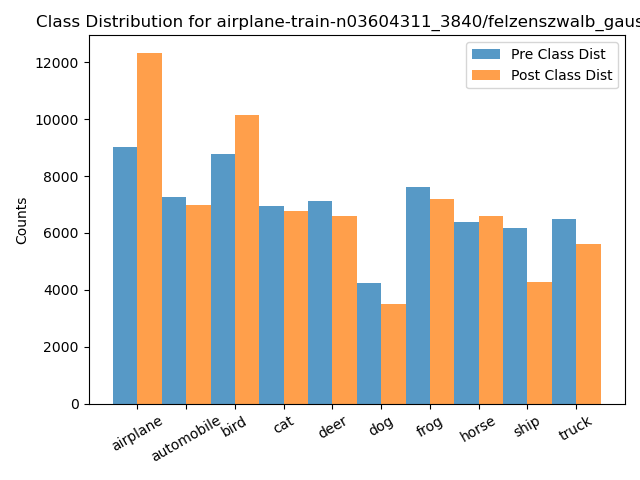 Class Distribution for airplane-train-n03604311_3840/felzenszwalb_gaus
Pre Class Dist
Post Class Dist
Counts
12000
10000
8000
6000
4000
2000
0
airplane
automobile
bird
cat
deer
dog
frog
horse
ship
truck